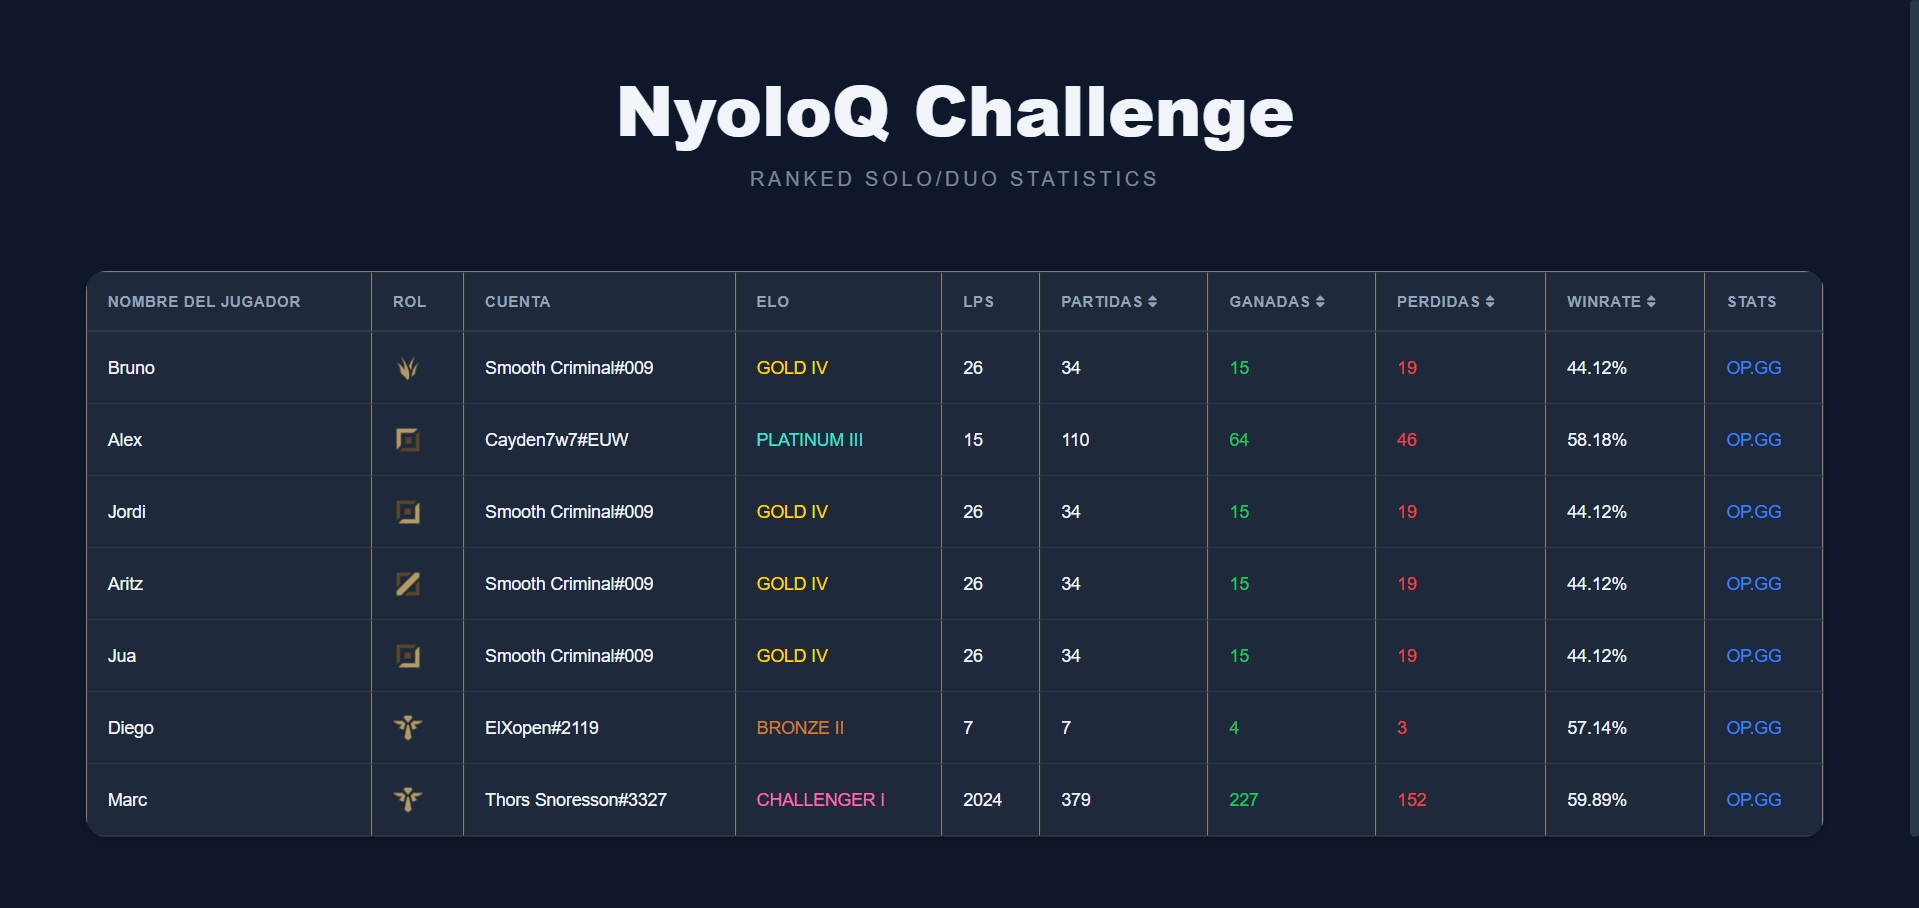 NyoloQ Challenge
RANKED SOLO/DUO STATISTICS
NOMBRE DEL JUGADOR ROL CUENTA ELO LPS PARTIDAS GANADAS PERDIDAS WINRATE STATS
Bruno Smooth Criminal#009 GOLD IV 26 34 15 19 44.12% OP.GG
Alex Cayden7w7#EUW PLATINUM III 15 110 64 46 58.18% OP.GG
Jordi Smooth Criminal#009 GOLD IV 26 34 15 19 44.12% OP.GG
Aritz Smooth Criminal#009 GOLD IV 26 34 15 19 44.12% OP.GG
Jua Smooth Criminal#009 GOLD IV 26 34 15 19 44.12% OP.GG
Diego ElXopen#2119 BRONZE II 7 7 4 3 57.14% OP.GG
Marc Thors Snoresson#3327 CHALLENGER I 2024 379 227 152 59.89% OP.GG